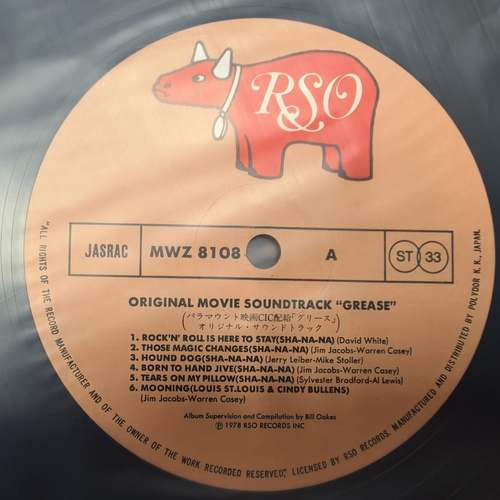 RSO
JASRAC
MWZ 8108
A
ST 33
ORIGINAL MOVIE SOUNDTRACK "GREASE"
(パラマウント映画CIC配給「グリース」
オリジナル・サウンドトラック)
1. ROCK'N' ROLL IS HERE TO STAY(SHA-NA-NA) (David White)
2. THOSE MAGIC CHANGES(SHA-NA-NA) (Jim Jacobs-Warren Casey)
3. HOUND DOG(SHA-NA-NA) (Jerry Leiber-Mike Stoller)
4. BORN TO HAND JIVE(SHA-NA-NA) (Jim Jacobs-Warren Casey)
5. TEARS ON MY PILLOW(SHA-NA-NA) (Sylvester Bradford-Al Lewis)
6. MOONING(LOUIS ST.LOUIS & CINDY BULLENS)
(Jim Jacobs-Warren Casey)
Album Supervision and Compilation by Bill Oakes
Ⓟ 1978 RSO RECORDS INC
"ALL RIGHTS OF THE RECORD MANUFACTURER AND OF THE OWNER OF THE WORK RECORDED RESERVED", LICENSED BY RSO RECORDS, MANUFACTURED AND DISTRIBUTED BY POLYDOR K. K., JAPAN.